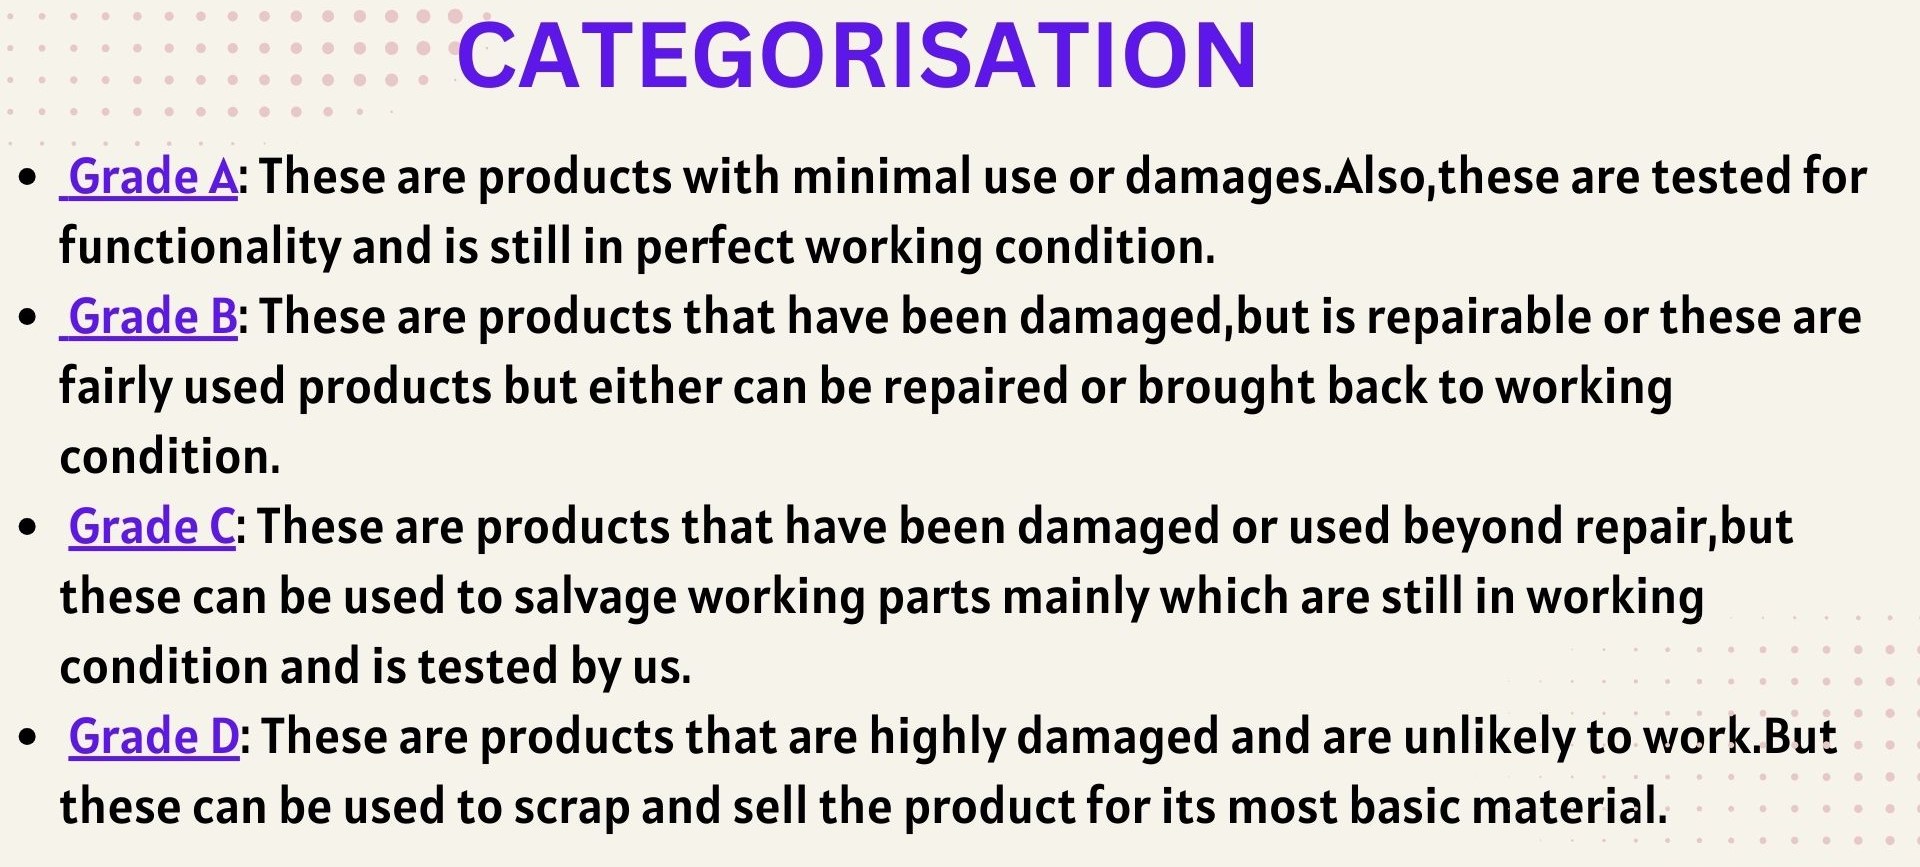 CATEGORISATION
• Grade A: These are products with minimal use or damages.Also,these are tested for
functionality and is still in perfect working condition.
• Grade B: These are products that have been damaged,but is repairable or these are
fairly used products but either can be repaired or brought back to working
condition.
• Grade C: These are products that have been damaged or used beyond repair,but
these can be used to salvage working parts mainly which are still in working
condition and is tested by us.
• Grade D: These are products that are highly damaged and are unlikely to work.But
these can be used to scrap and sell the product for its most basic material.